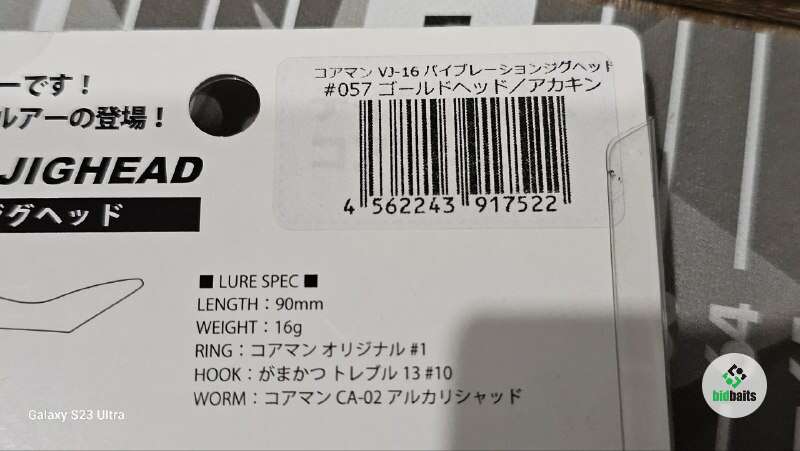 コアマン VJ-16 バイブレーションジグヘッド
#057 ゴールドヘッド／アカキン
4 562243 917522
ーです！
ルアーの登場！
JIGHEAD
ジグヘッド
■ LURE SPEC ■
LENGTH：90mm
WEIGHT：16g
RING：コアマン オリジナル #1
HOOK：がまかつ トレブル 13 #10
WORM：コアマン CA-02 アルカリシャッド
64
Galaxy S23 Ultra
bidbaits